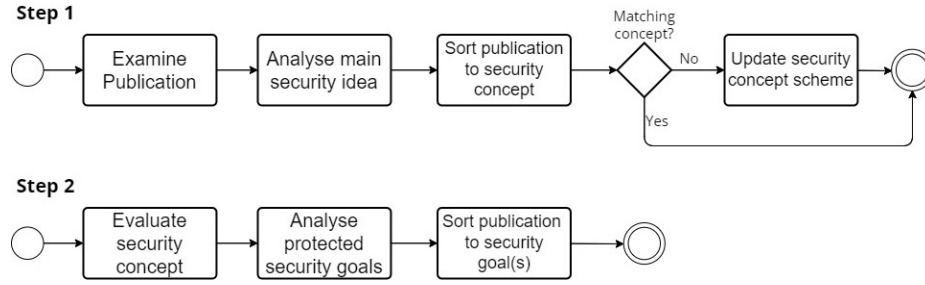 Step 1
Examine
Publication
Analyse main
security idea
Sort publication
to security
concept
Matching
concept?
No
Yes
Update security
concept scheme
Step 2
Evaluate
security
concept
Analyse
protected
security goals
Sort publication
to security
goal(s)